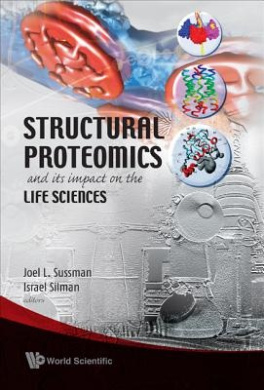 STRUCTURAL
PROTEOMICS
and its impact on the
LIFE SCIENCES
Joel L. Sussman
Israel Silman
editors
World Scientific